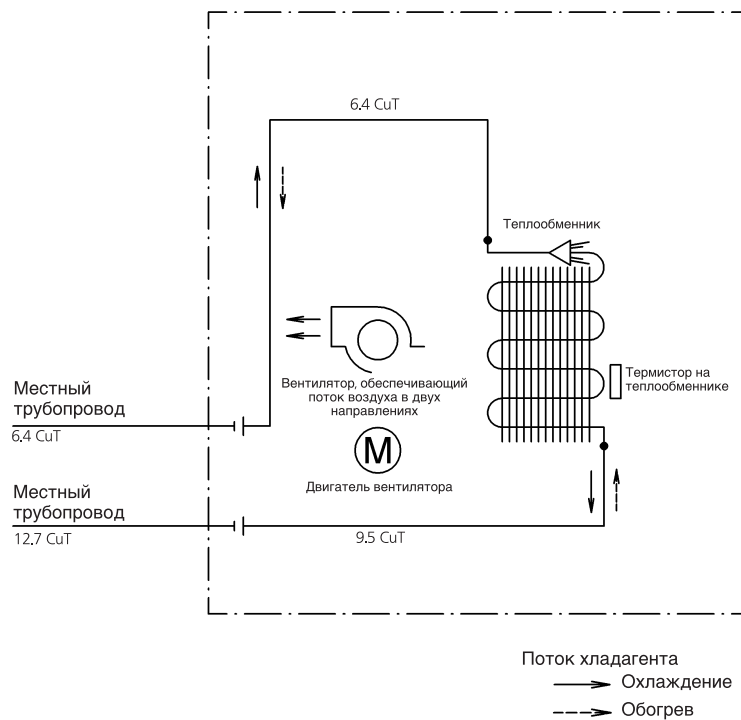 6.4 CuT
Теплообменник
Термистор на
теплообменнике
Вентилятор, обеспечивающий
поток воздуха в двух
направлениях
Местный
трубопровод
6.4 CuT
M
Двигатель вентилятора
Местный
трубопровод
12.7 CuT
9.5 CuT
Поток хладагента
Охлаждение
Обогрев